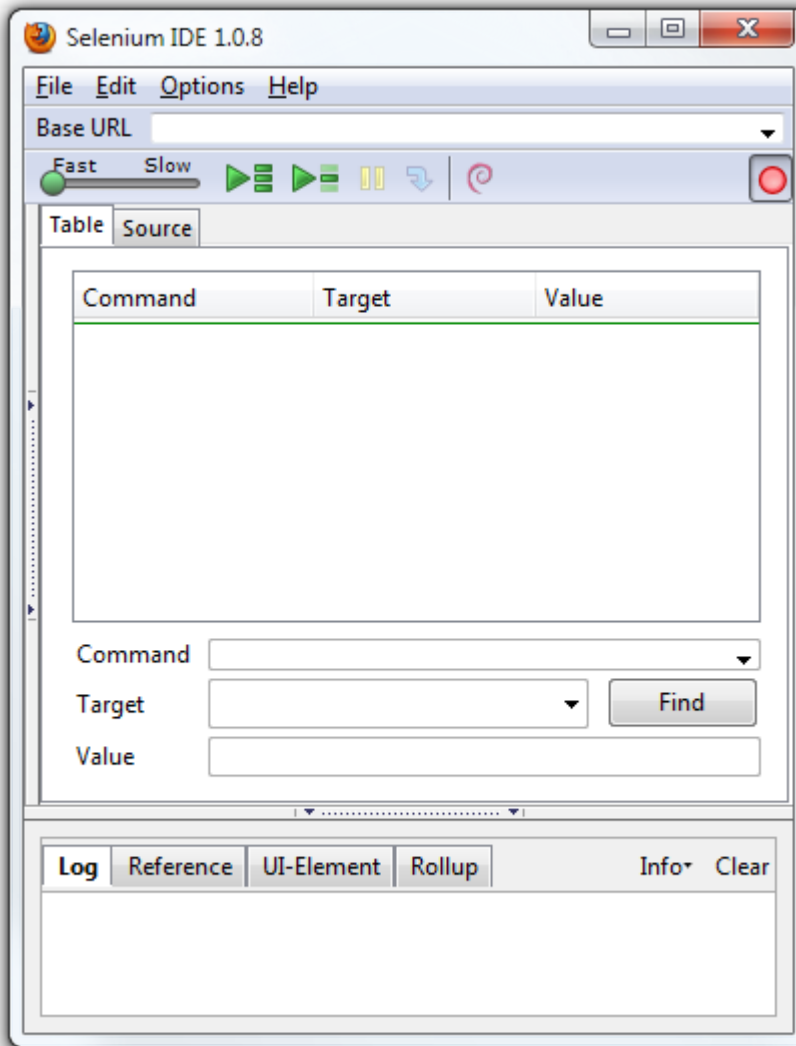 Selenium IDE 1.0.8
File Edit Options Help
Base URL
Fast Slow
Table Source
Command Target Value
Command
Target Find
Value
Log Reference UI-Element Rollup Info Clear